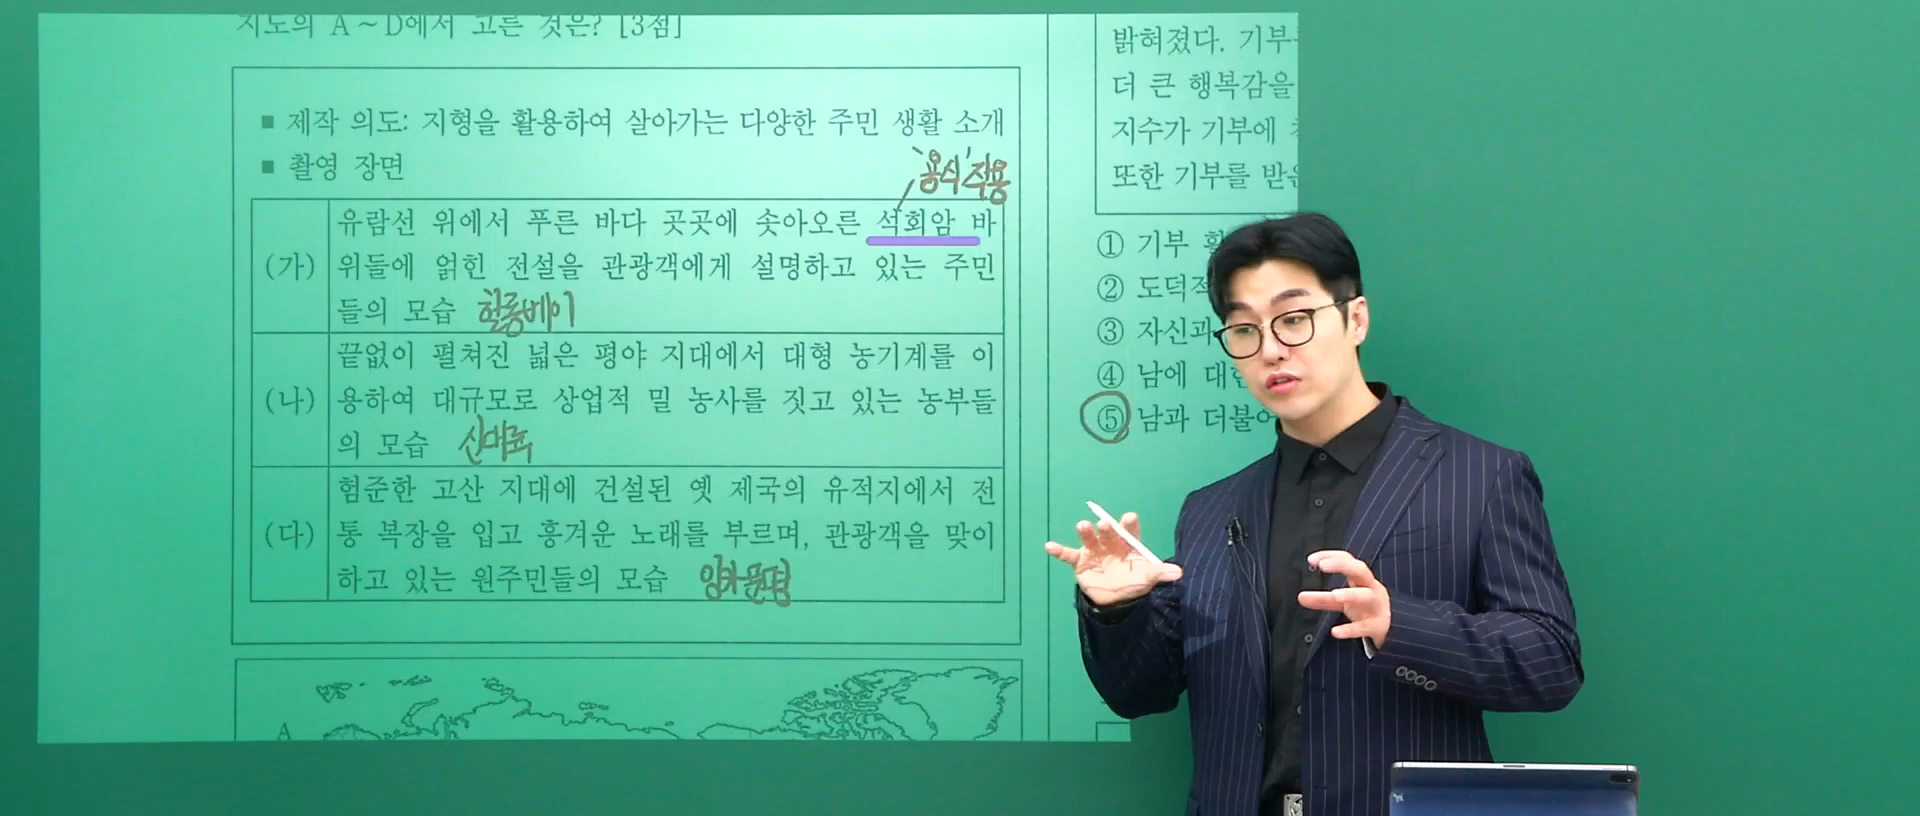 지도의 A～D에서 고른 것은? [3점]
■ 제작 의도: 지형을 활용하여 살아가는 다양한 주민 생활 소개
■ 촬영 장면
'용식'작용
(가)
유람선 위에서 푸른 바다 곳곳에 솟아오른 석회암 바
위들에 얽힌 전설을 관광객에게 설명하고 있는 주민
들의 모습 할롱베이
(나)
끝없이 펼쳐진 넓은 평야 지대에서 대형 농기계를 이
용하여 대규모로 상업적 밀 농사를 짓고 있는 농부들
의 모습 신대륙
(다)
험준한 고산 지대에 건설된 옛 제국의 유적지에서 전
통 복장을 입고 흥겨운 노래를 부르며, 관광객을 맞이
하고 있는 원주민들의 모습 잉카문명
A
밝혀졌다. 기부
더 큰 행복감을
지수가 기부에
또한 기부를 받은
① 기부
② 도덕적
③ 자신과
④ 남에 대한
⑤ 남과 더불어